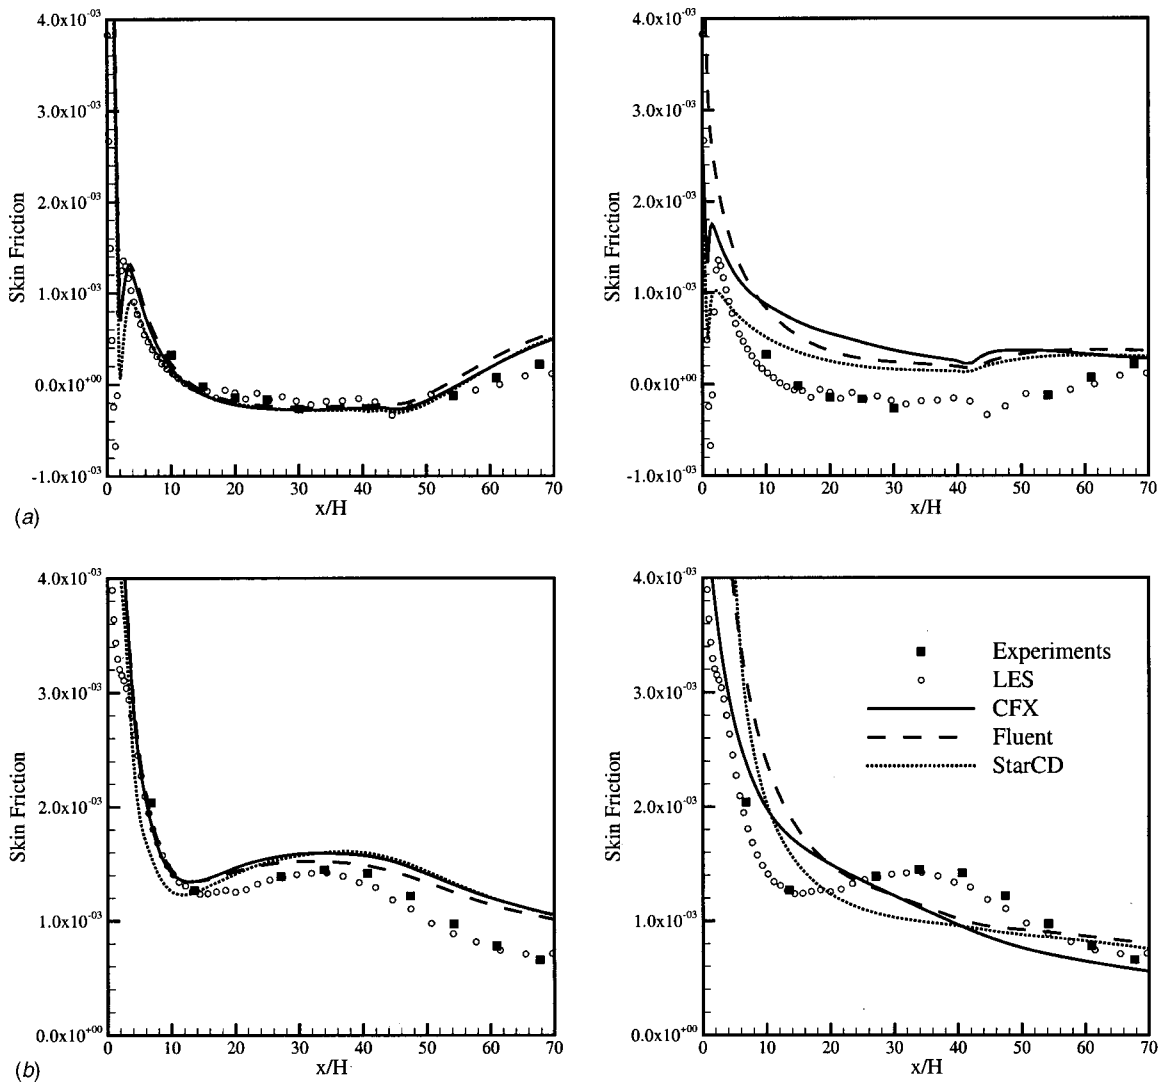 4.0x10-03
3.0x10-03
2.0x10-03
1.0x10-03
0.0x10+00
-1.0x10-03
Skin Friction
0 10 20 30 40 50 60 70
x/H
4.0x10-03
3.0x10-03
2.0x10-03
1.0x10-03
0.0x10+00
-1.0x10-03
Skin Friction
0 10 20 30 40 50 60 70
x/H
(a)
4.0x10-03
3.0x10-03
2.0x10-03
1.0x10-03
0.0x10+00
Skin Friction
0 10 20 30 40 50 60 70
x/H
4.0x10-03
3.0x10-03
2.0x10-03
1.0x10-03
0.0x10+00
Skin Friction
Experiments
LES
CFX
Fluent
StarCD
0 10 20 30 40 50 60 70
x/H
(b)